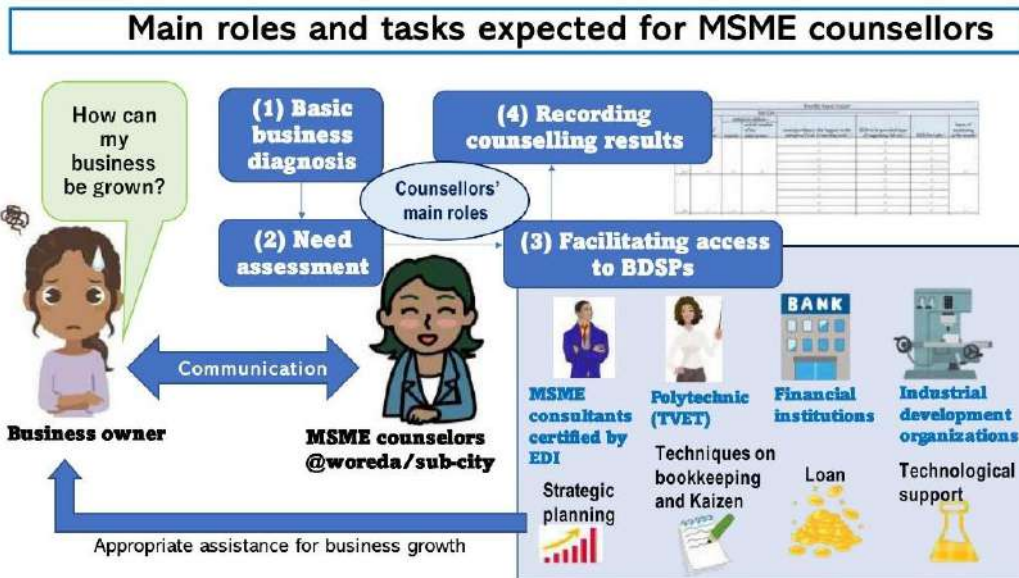 Main roles and tasks expected for MSME counsellors
How can
my
business
be grown?
(1) Basic
business
diagnosis
(4) Recording
counselling results
Counsellors'
main roles
(2) Need
assessment
(3) Facilitating access
to BDSPs
Communication
Business owner
MSME counselors
@woreda/sub-city
BANK
MSME
consultants
certified by
EDI
Polytechnic
(TVET)
Financial
institutions
Industrial
development
organizations
Strategic
planning
Techniques on
bookkeeping
and Kaizen
Loan
Technological
support
Appropriate assistance for business growth